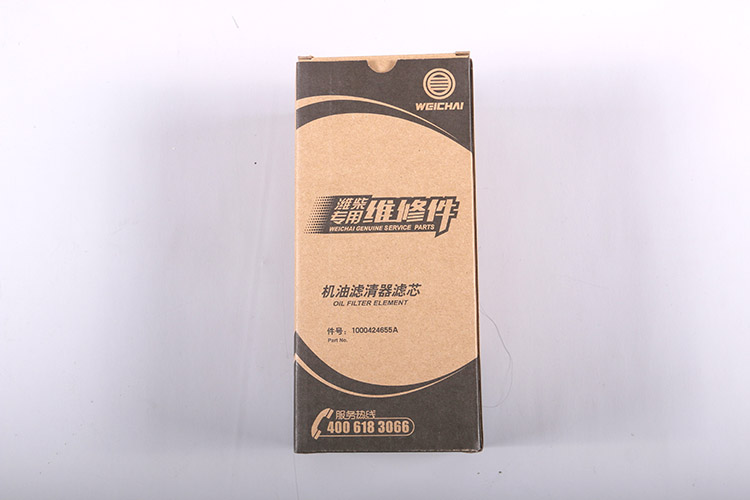 WEICHAI
潍柴
专用
维修件
WEICHAI GENUINE SERVICE PARTS
机油滤清器滤芯
OIL FILTER ELEMENT
件号：1000424655A
Part No.
服务热线
400 618 3066